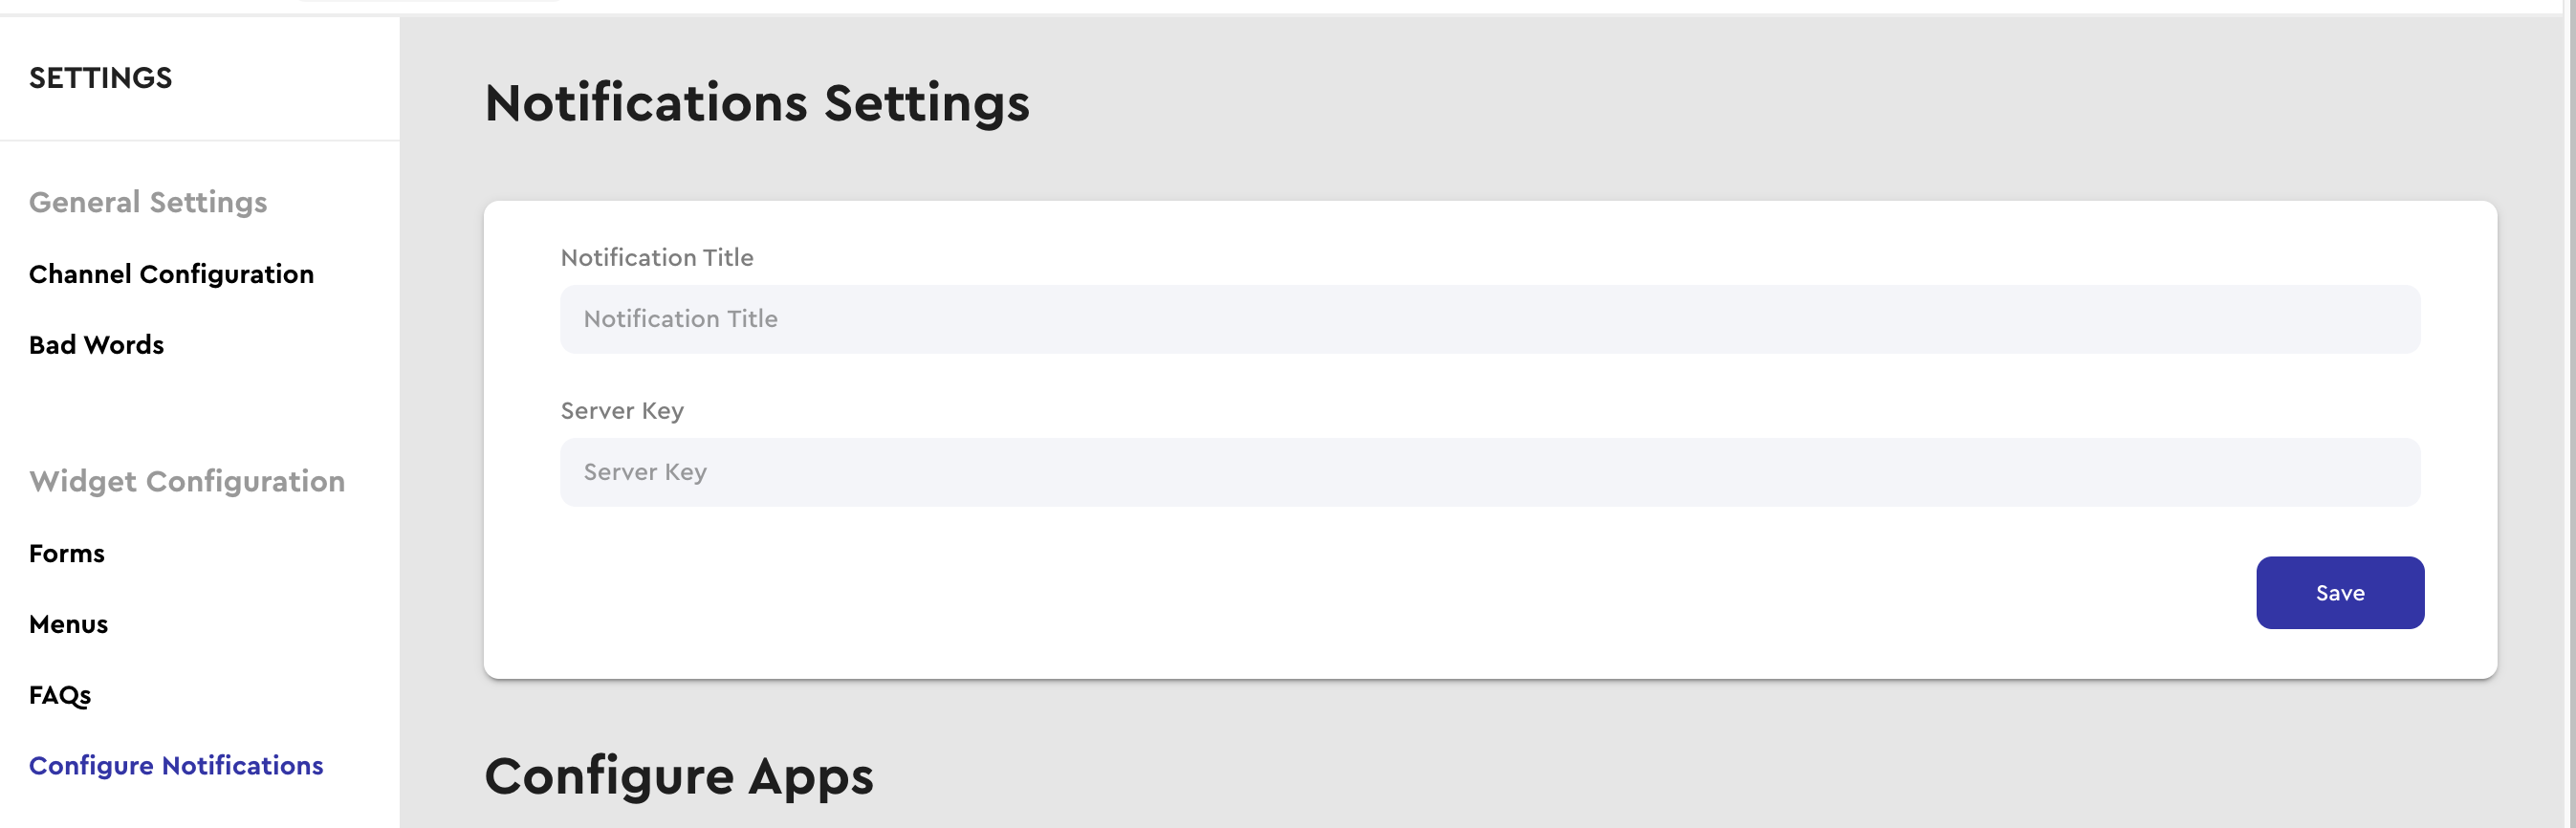 SETTINGS
General Settings
Channel Configuration
Bad Words
Widget Configuration
Forms
Menus
FAQs
Configure Notifications
Notifications Settings
Notification Title
Notification Title
Server Key
Server Key
Save
Configure Apps